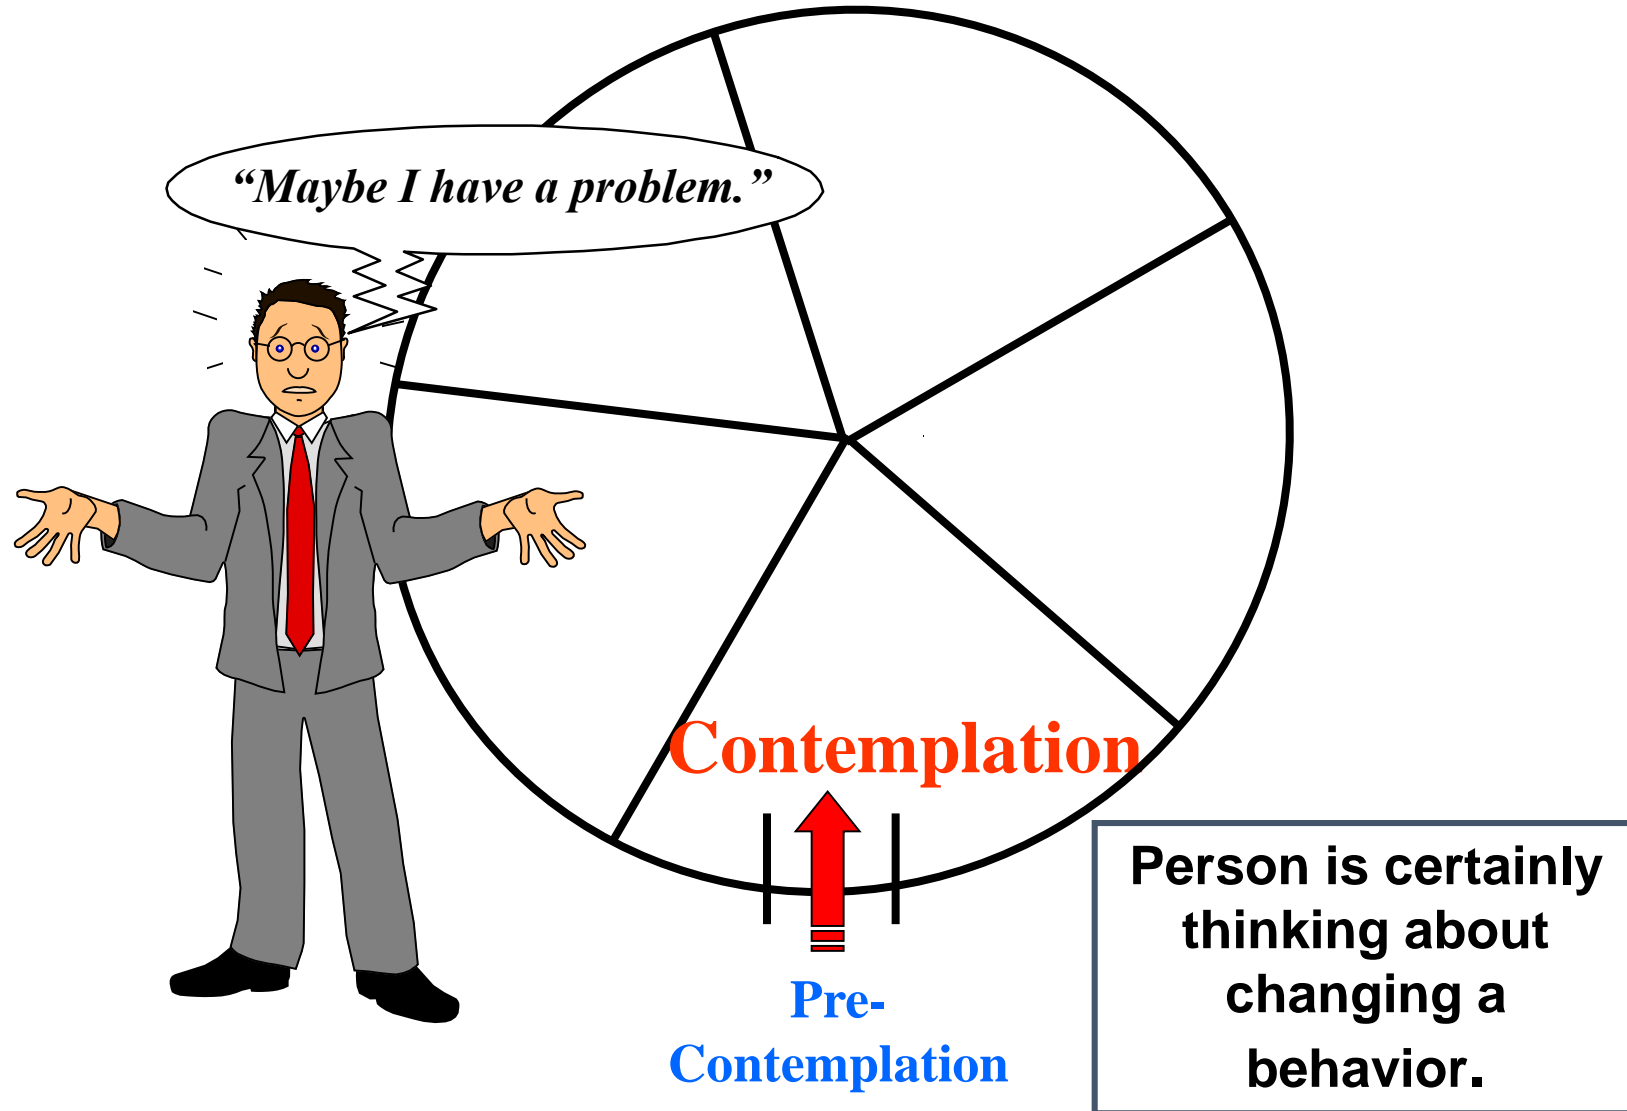 “Maybe I have a problem.”
Contemplation
Pre-
Contemplation
Person is certainly
thinking about
changing a
behavior.